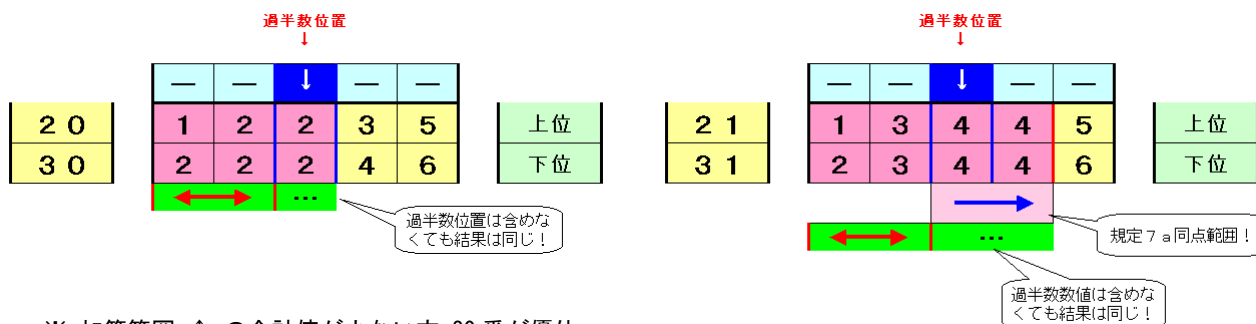 過半数位置
↓
— — ↓ — —
２０ 1 2 2 3 5 上位
３０ 2 2 2 4 6 下位
…
過半数位置は含めな
くても結果は同じ！
過半数位置
↓
— — ↓ — —
２１ 1 3 4 4 5 上位
３１ 2 3 4 4 6 下位
規定７ａ同点範囲！
…
過半数数値は含めな
くても結果は同じ！